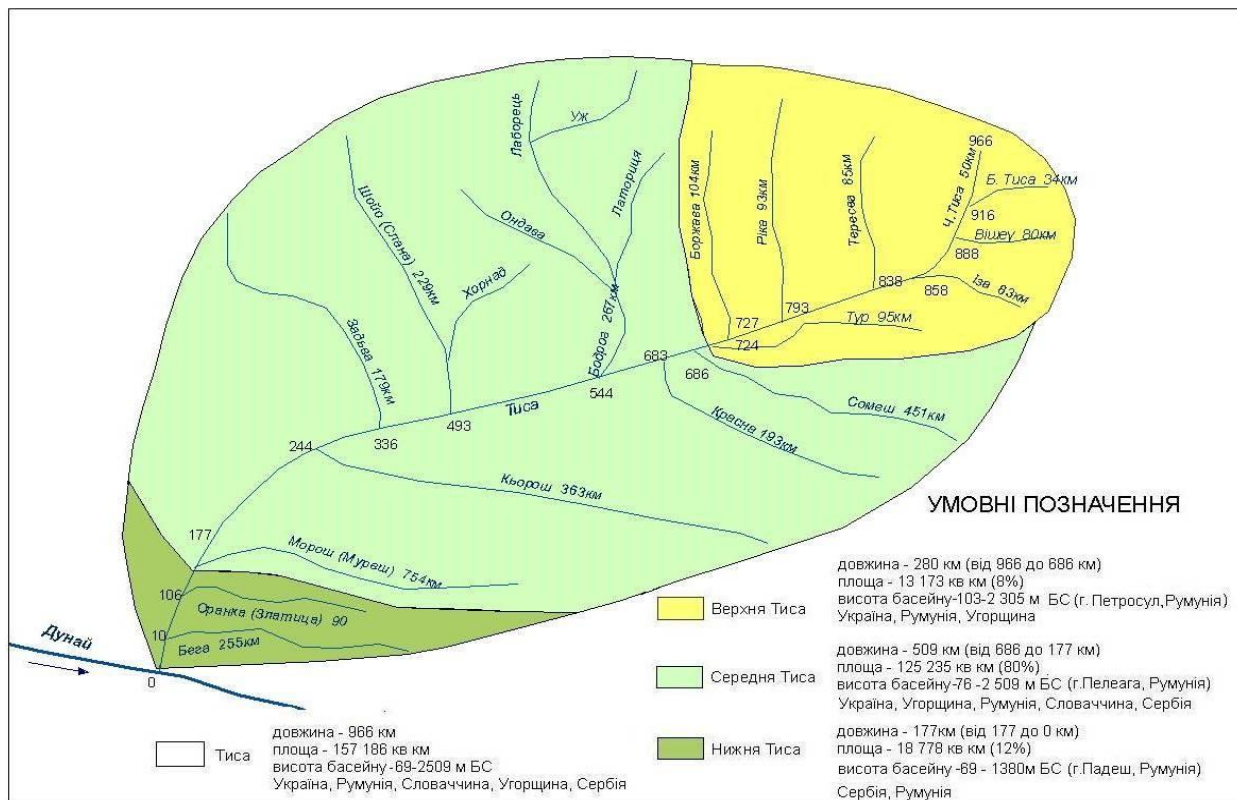 Лаборець
Уж
Латориця
Ондава
Шойо (Слана) 229км
Хорнад
Задьва 179км
Бодрог 267км
Боржава 104км
Ріка 93км
Тересва 85км
966
Ч. Тиса 50км
Б. Тиса 34км
916
Вішеу 80км
888
838
858
Іза 83км
793
727
Тур 95км
724
683
686
544
Тиса
493
336
244
Сомеш 451км
Красна 193км
Кьорош 363км
177
Морош (Муреш) 754км
106
Оранка (Златица) 90
10
Бега 255км
Дунай
0
УМОВНІ ПОЗНАЧЕННЯ
Верхня Тиса
довжина - 280 км (від 966 до 686 км)
площа - 13 173 кв км (8%)
висота басейну-103-2 305 м БС (г. Петросул,Румунія)
Україна, Румунія, Угорщина
Середня Тиса
довжина - 509 км (від 686 до 177 км)
площа - 125 235 кв км (80%)
висота басейну-76 -2 509 м БС (г.Пелеага, Румунія)
Україна, Угорщина, Румунія, Словаччина, Сербія
Нижня Тиса
довжина - 177км (від 177 до 0 км)
площа - 18 778 кв км (12%)
висота басейну -69 - 1380м БС (г.Падеш, Румунія)
Сербія, Румунія
Тиса
довжина - 966 км
площа - 157 186 кв км
висота басейну -69-2509 м БС
Україна, Румунія, Словаччина, Угорщина, Сербія